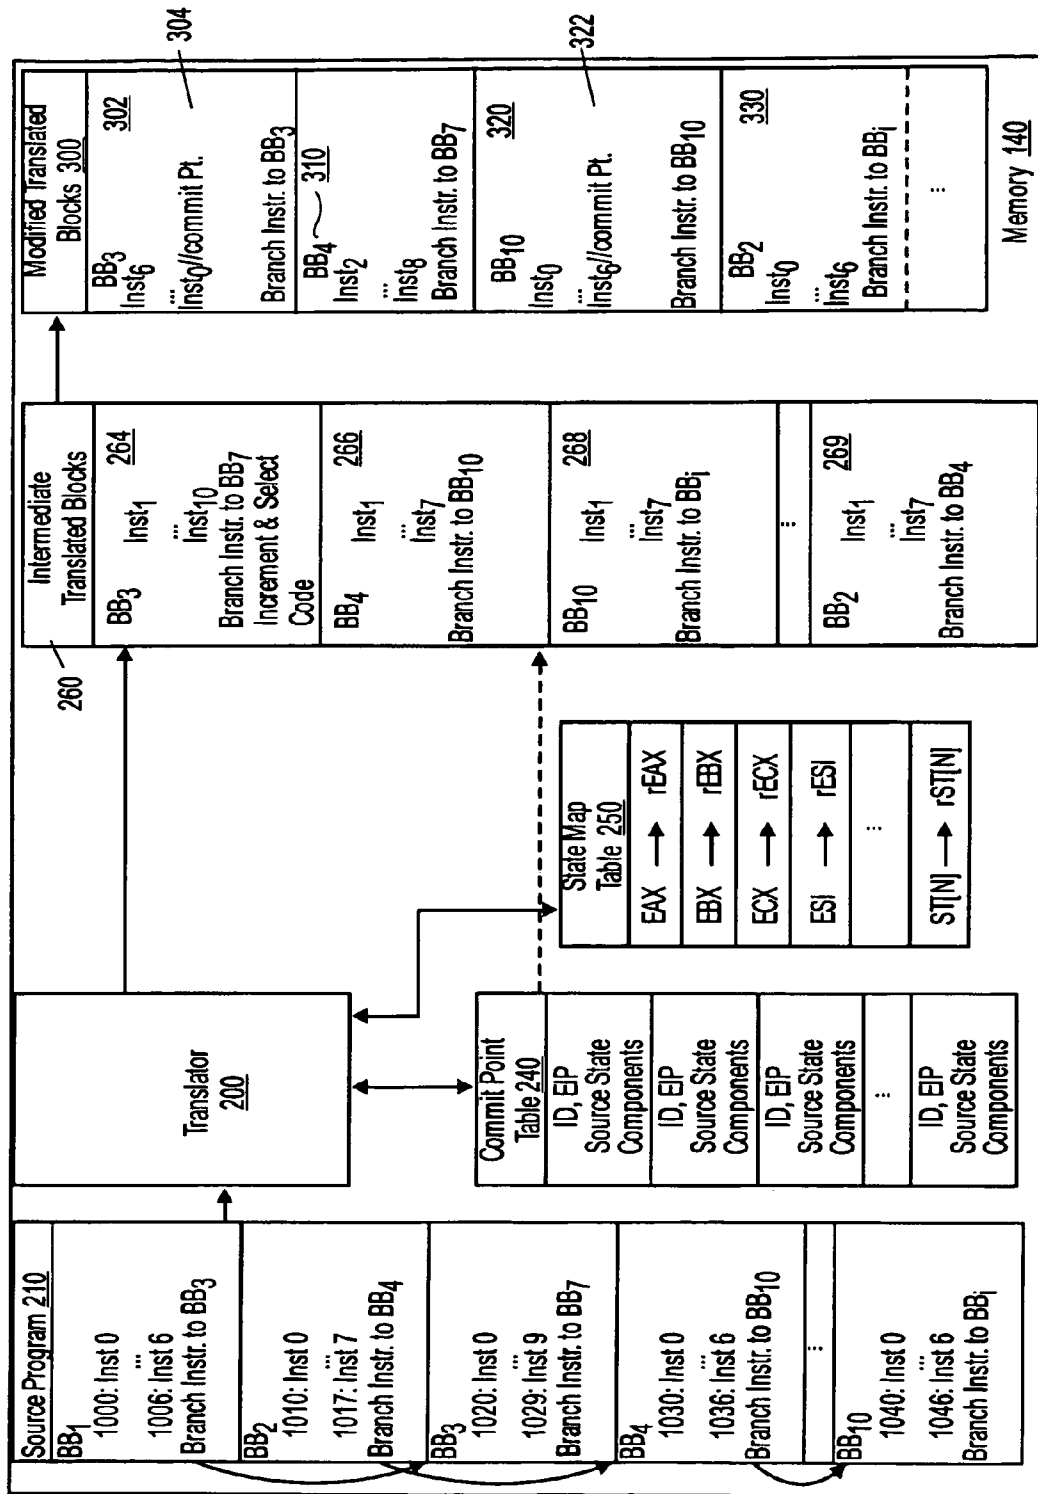 Source Program 210
BB1
1000: Inst 0
...
1006: Inst 6
Branch Instr. to BB3
BB2
1010: Inst 0
...
1017: Inst 7
Branch Instr. to BB4
BB3
1020: Inst 0
...
1029: Inst 9
Branch Instr. to BB7
BB4
1030: Inst 0
...
1036: Inst 6
Branch Instr. to BB10
...
BB10
1040: Inst 0
...
1046: Inst 6
Branch Instr. to BBi
Translator
200
Commit Point
Table 240
ID, EIP
Source State
Components
ID, EIP
Source State
Components
ID, EIP
Source State
Components
...
ID, EIP
Source State
Components
State Map
Table 250
EAX rEAX
EBX rEBX
ECX rECX
ESI rESI
...
ST[N] rST[N]
260
Intermediate
Translated Blocks
BB3 264
Inst1
...
Inst10
Branch Instr. to BB7
Increment & Select
Code
BB4 266
Inst1
...
Inst7
Branch Instr. to BB10
BB10 268
Inst1
...
Inst7
Branch Instr. to BBi
...
BB2 269
Inst1
...
Inst7
Branch Instr. to BB4
Modified Translated
Blocks 300
BB3 302
Inst6
...
Inst0//commit Pt.
304
Branch Instr. to BB3
BB4 310
Inst2
...
Inst8
Branch Instr. to BB7
BB10 320
Inst0
...
Inst6//commit Pt.
322
Branch Instr. to BB10
BB2 330
Inst0
...
Inst6
Branch Instr. to BBi
...
Memory 140